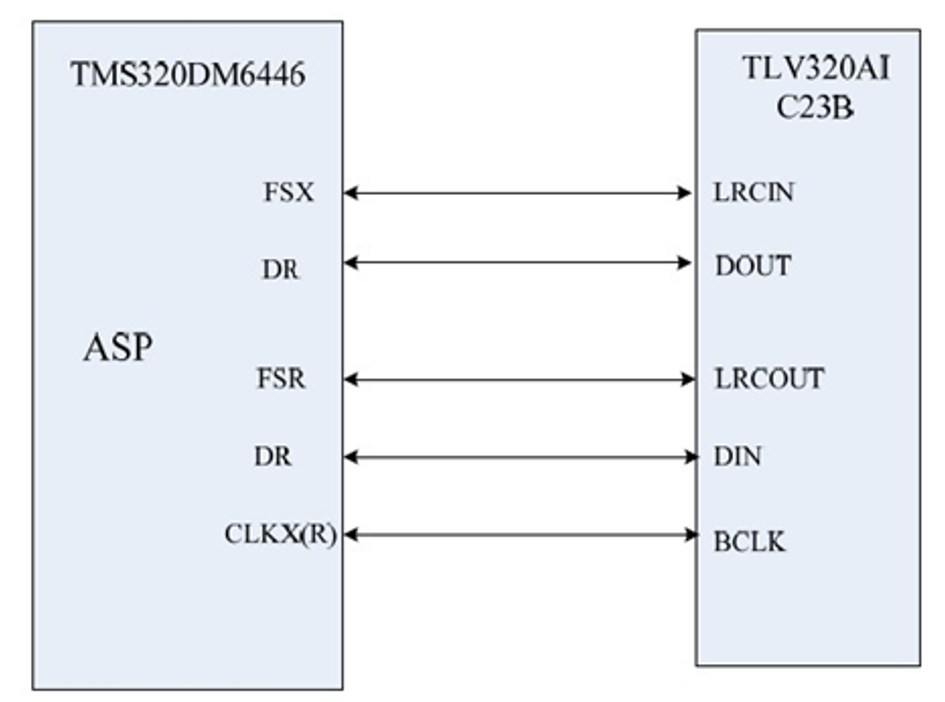 TMS320DM6446
TLV320AI
C23B
FSX
LRCIN
DR
DOUT
ASP
FSR
LRCOUT
DR
DIN
CLKX(R)
BCLK